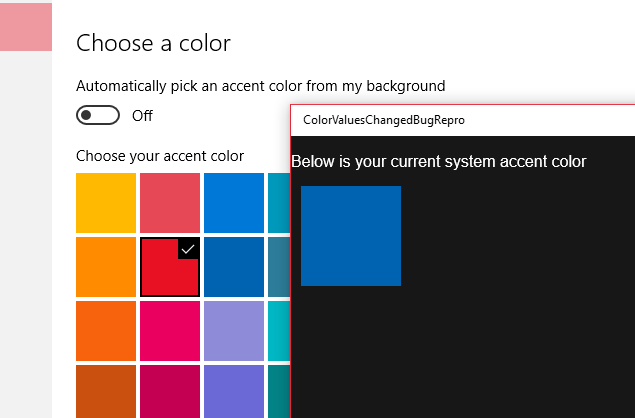 Choose a color
Automatically pick an accent color from my background
Off
Choose your accent color
ColorValuesChangedBugRepro
Below is your current system accent color